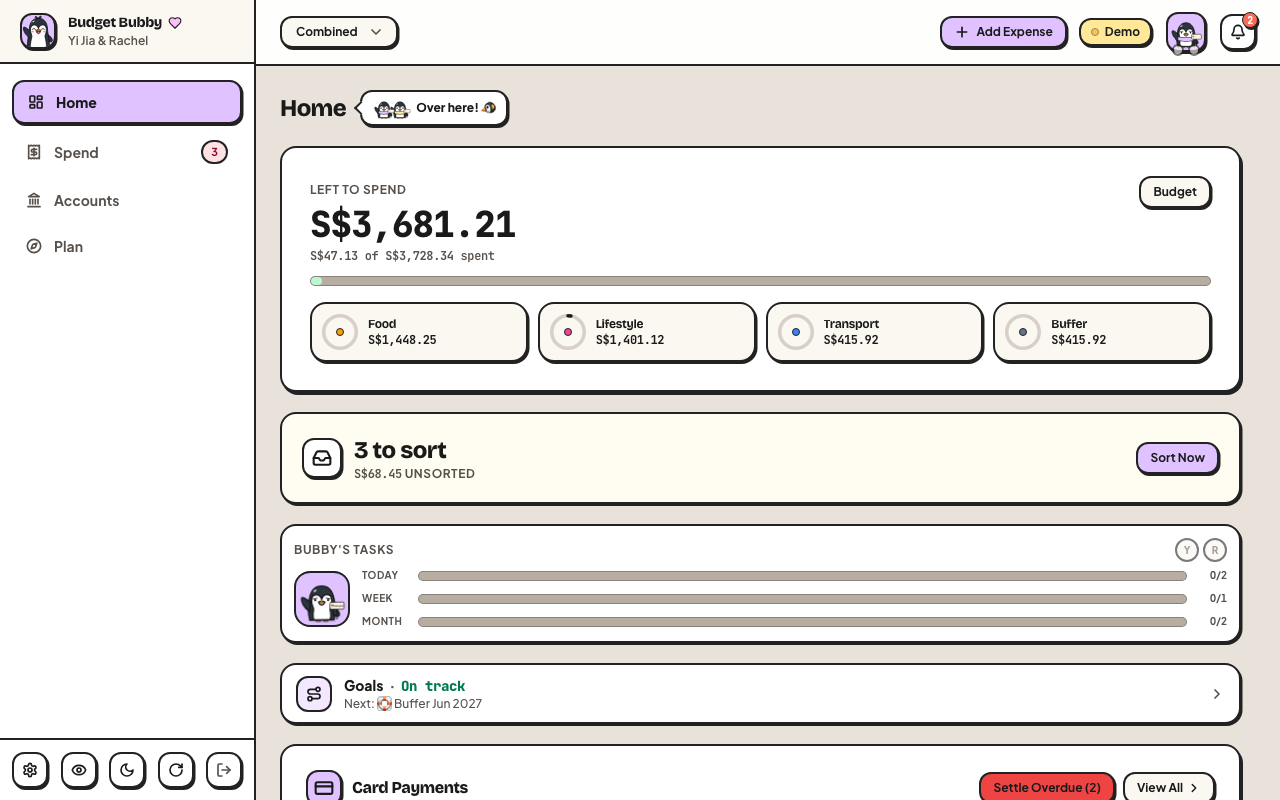 Budget Bubby
Yi Jia & Rachel
Combined
Add Expense
Demo
2
Home
Spend
3
Accounts
Plan
Home
Over here!
LEFT TO SPEND
S$3,681.21
S$47.13 of S$3,728.34 spent
Budget
Food
S$1,448.25
Lifestyle
S$1,401.12
Transport
S$415.92
Buffer
S$415.92
3 to sort
S$68.45 UNSORTED
Sort Now
BUBBY'S TASKS
Y
R
TODAY
0/2
WEEK
0/1
MONTH
0/2
Goals · On track
Next: Buffer Jun 2027
Card Payments
Settle Overdue (2)
View All